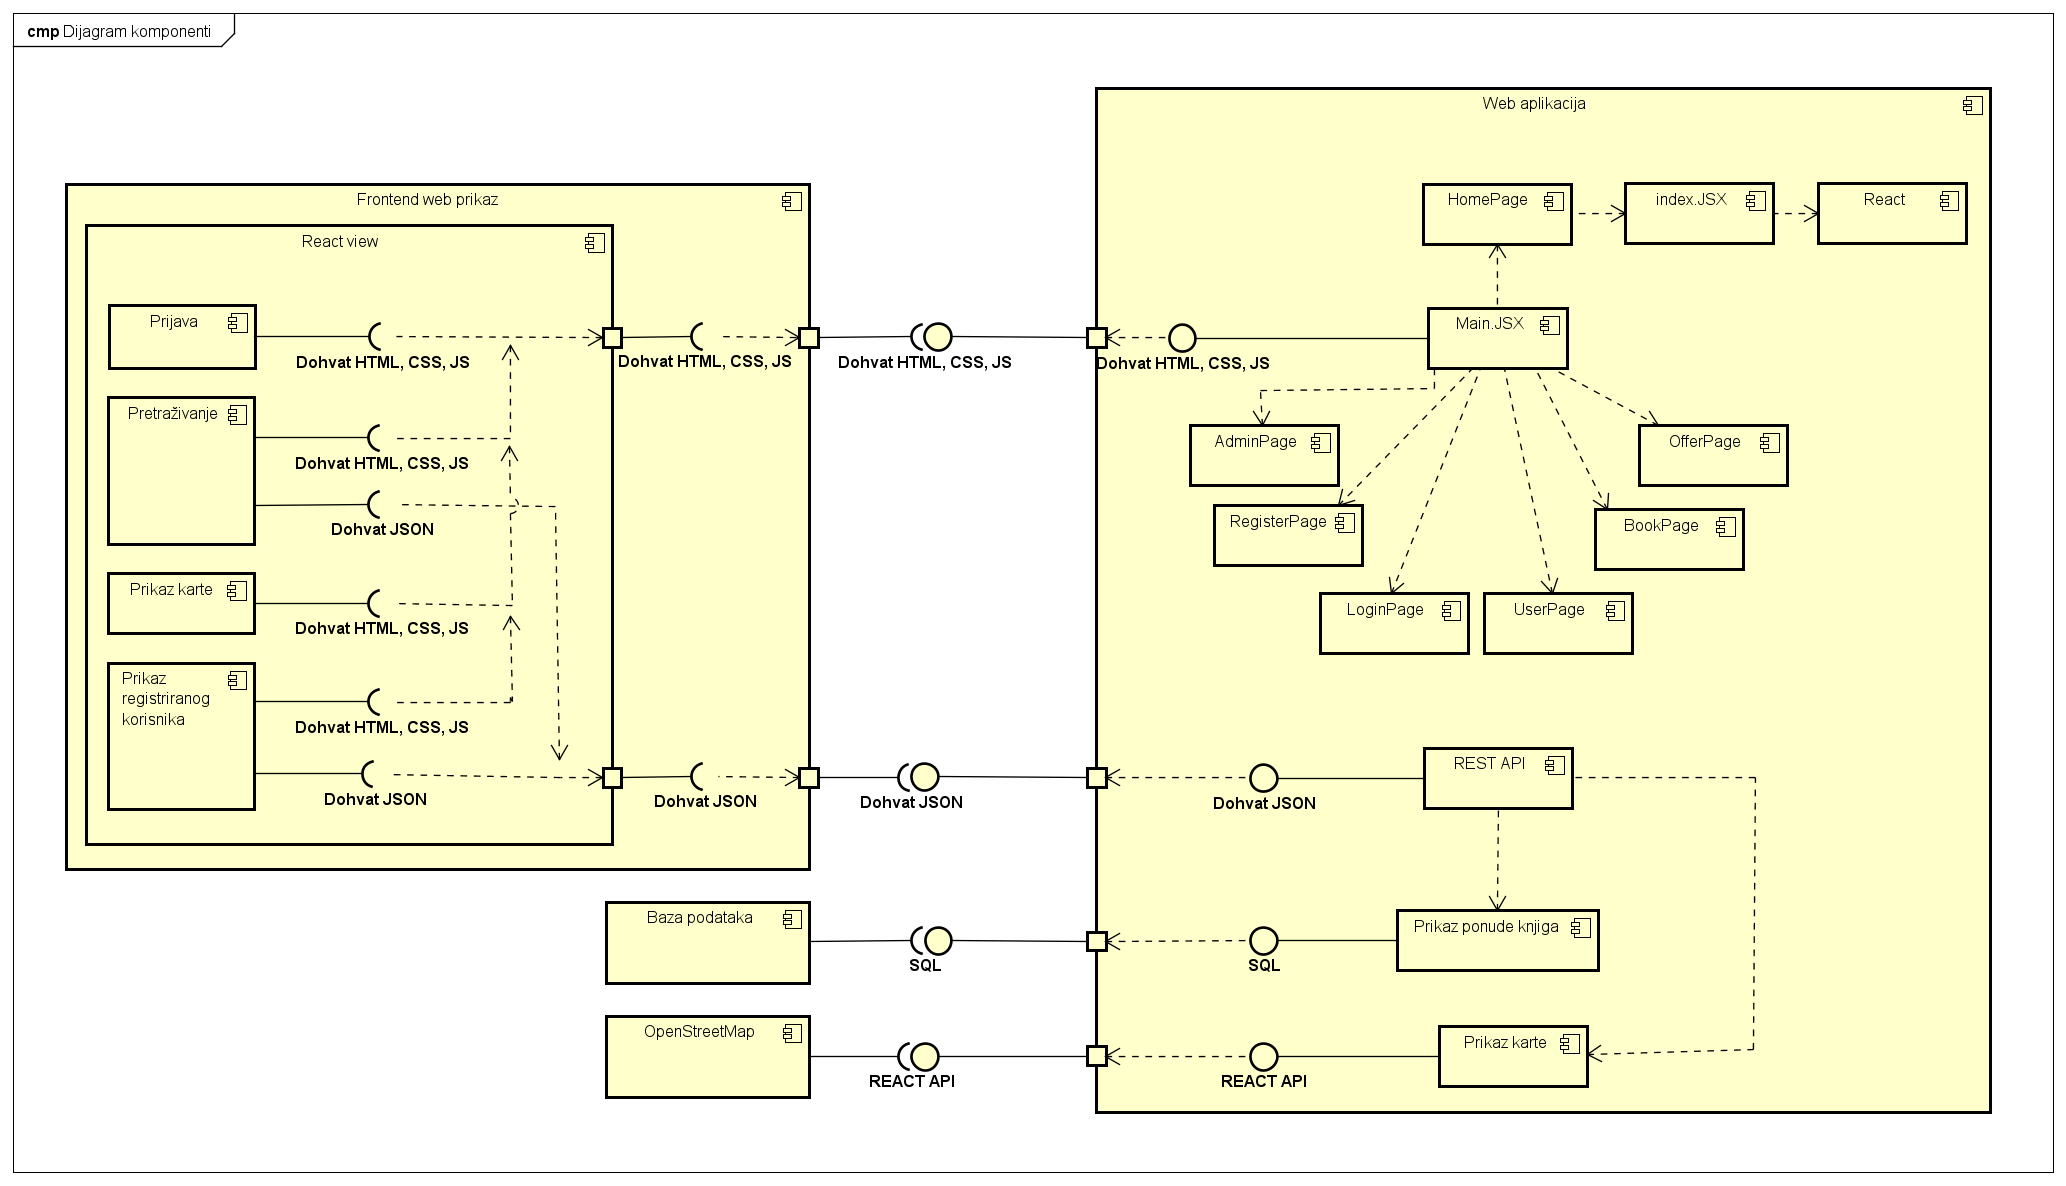 cmp Dijagram komponenti
Web aplikacija
Frontend web prikaz
React view
HomePage
index.JSX
React
Prijava
Dohvat HTML, CSS, JS
Dohvat HTML, CSS, JS
Dohvat HTML, CSS, JS
Dohvat HTML, CSS, JS
Main.JSX
Pretraživanje
Dohvat HTML, CSS, JS
Dohvat JSON
AdminPage
OfferPage
RegisterPage
BookPage
LoginPage
UserPage
Prikaz karte
Dohvat HTML, CSS, JS
Prikaz
registriranog
korisnika
Dohvat HTML, CSS, JS
Dohvat JSON
Dohvat JSON
Dohvat JSON
Dohvat JSON
REST API
Baza podataka
SQL
SQL
Prikaz ponude knjiga
OpenStreetMap
REACT API
REACT API
Prikaz karte